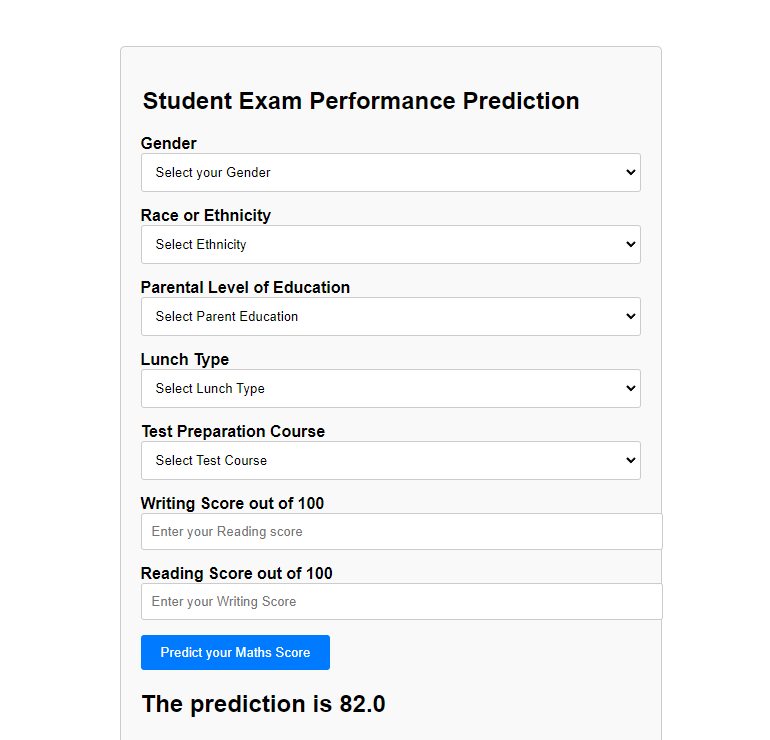 Student Exam Performance Prediction
Gender
Select your Gender
Race or Ethnicity
Select Ethnicity
Parental Level of Education
Select Parent Education
Lunch Type
Select Lunch Type
Test Preparation Course
Select Test Course
Writing Score out of 100
Enter your Reading score
Reading Score out of 100
Enter your Writing Score
Predict your Maths Score
The prediction is 82.0